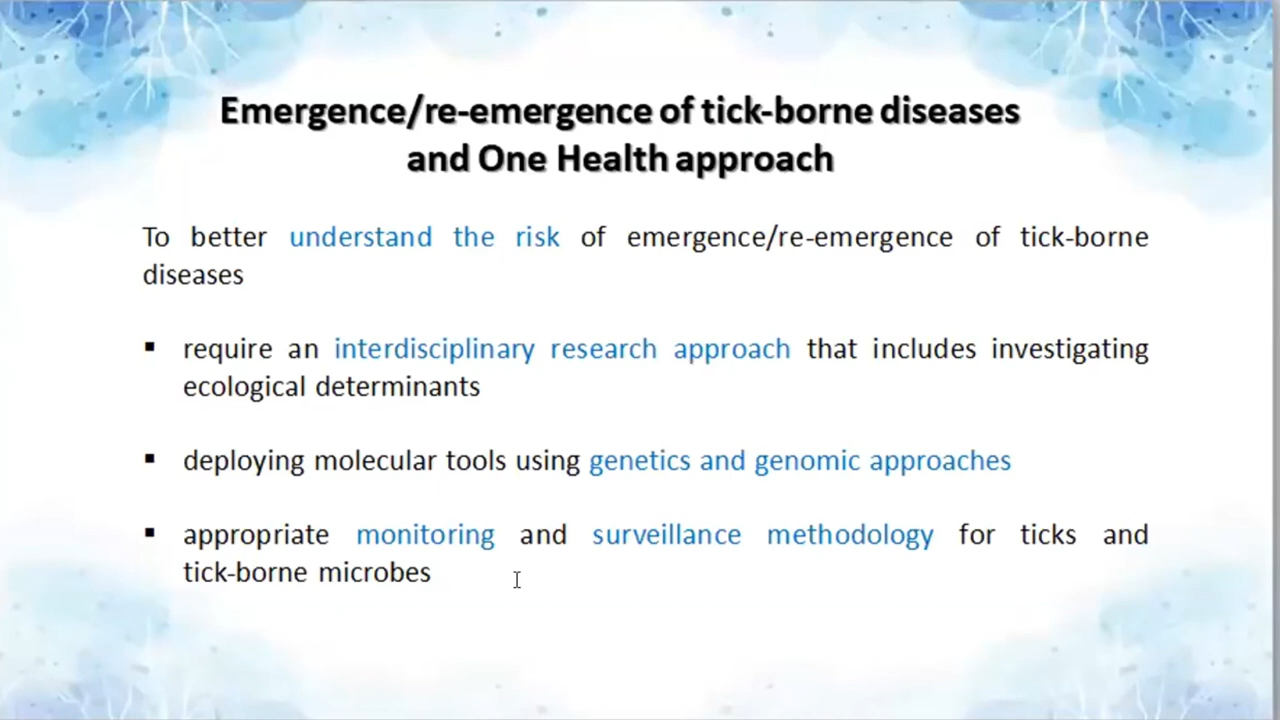 Emergence/re-emergence of tick-borne diseases
and One Health approach
To better understand the risk of emergence/re-emergence of tick-borne
diseases
▪ require an interdisciplinary research approach that includes investigating
ecological determinants
▪ deploying molecular tools using genetics and genomic approaches
▪ appropriate monitoring and surveillance methodology for ticks and
tick-borne microbes